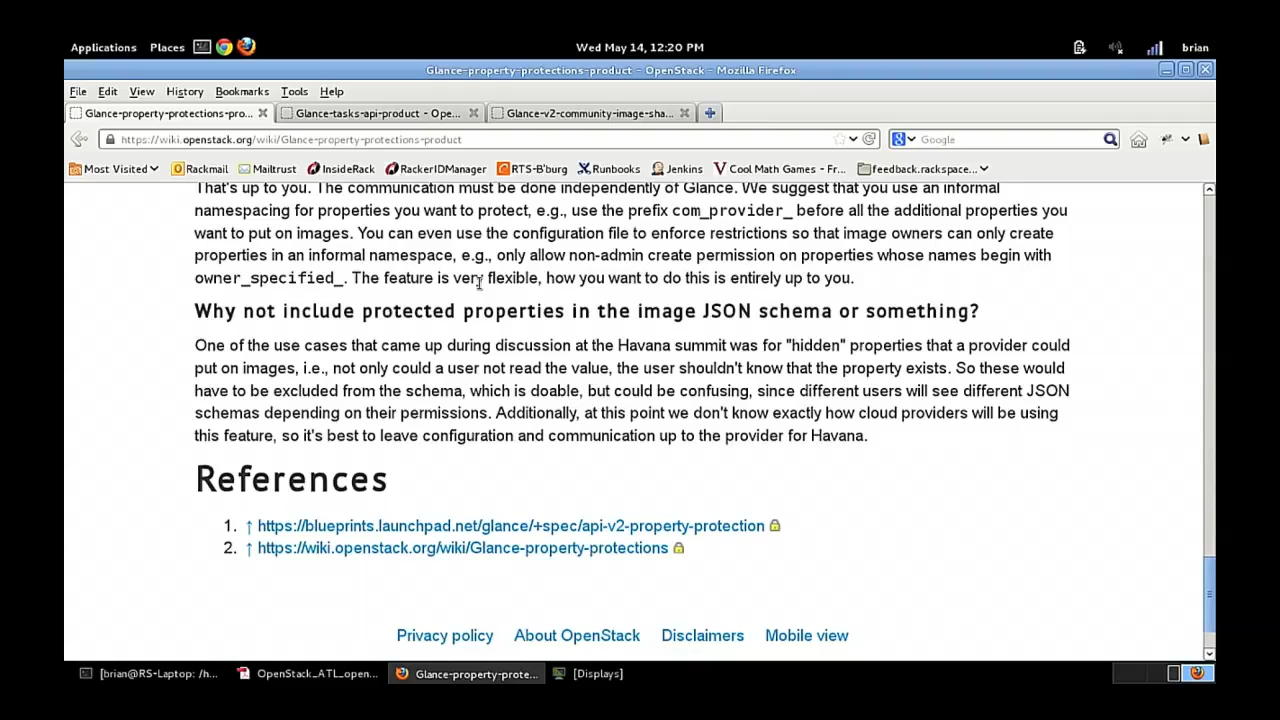 Applications Places Wed May 14, 12:20 PM brian
Glance-property-protections-product - OpenStack - Mozilla Firefox
File Edit View History Bookmarks Tools Help
Glance-property-protections-pro... Glance-tasks-api-product - Ope... Glance-v2-community-image-sha...
https://wiki.openstack.org/wiki/Glance-property-protections-product Google
Most Visited Rackmail Mailtrust InsideRack RackerIDManager RTS-B'burg Runbooks Jenkins Cool Math Games - Fr... feedback.rackspace...
That's up to you. The communication must be done independently of Glance. We suggest that you use an informal
namespacing for properties you want to protect, e.g., use the prefix com_provider_ before all the additional properties you
want to put on images. You can even use the configuration file to enforce restrictions so that image owners can only create
properties in an informal namespace, e.g., only allow non-admin create permission on properties whose names begin with
owner_specified_. The feature is very flexible, how you want to do this is entirely up to you.
Why not include protected properties in the image JSON schema or something?
One of the use cases that came up during discussion at the Havana summit was for "hidden" properties that a provider could
put on images, i.e., not only could a user not read the value, the user shouldn't know that the property exists. So these would
have to be excluded from the schema, which is doable, but could be confusing, since different users will see different JSON
schemas depending on their permissions. Additionally, at this point we don't know exactly how cloud providers will be using
this feature, so it's best to leave configuration and communication up to the provider for Havana.
References
1. ↑ https://blueprints.launchpad.net/glance/+spec/api-v2-property-protection
2. ↑ https://wiki.openstack.org/wiki/Glance-property-protections
Privacy policy About OpenStack Disclaimers Mobile view
[brian@RS-Laptop: /h... OpenStack_ATL_open... Glance-property-prote... [Displays]